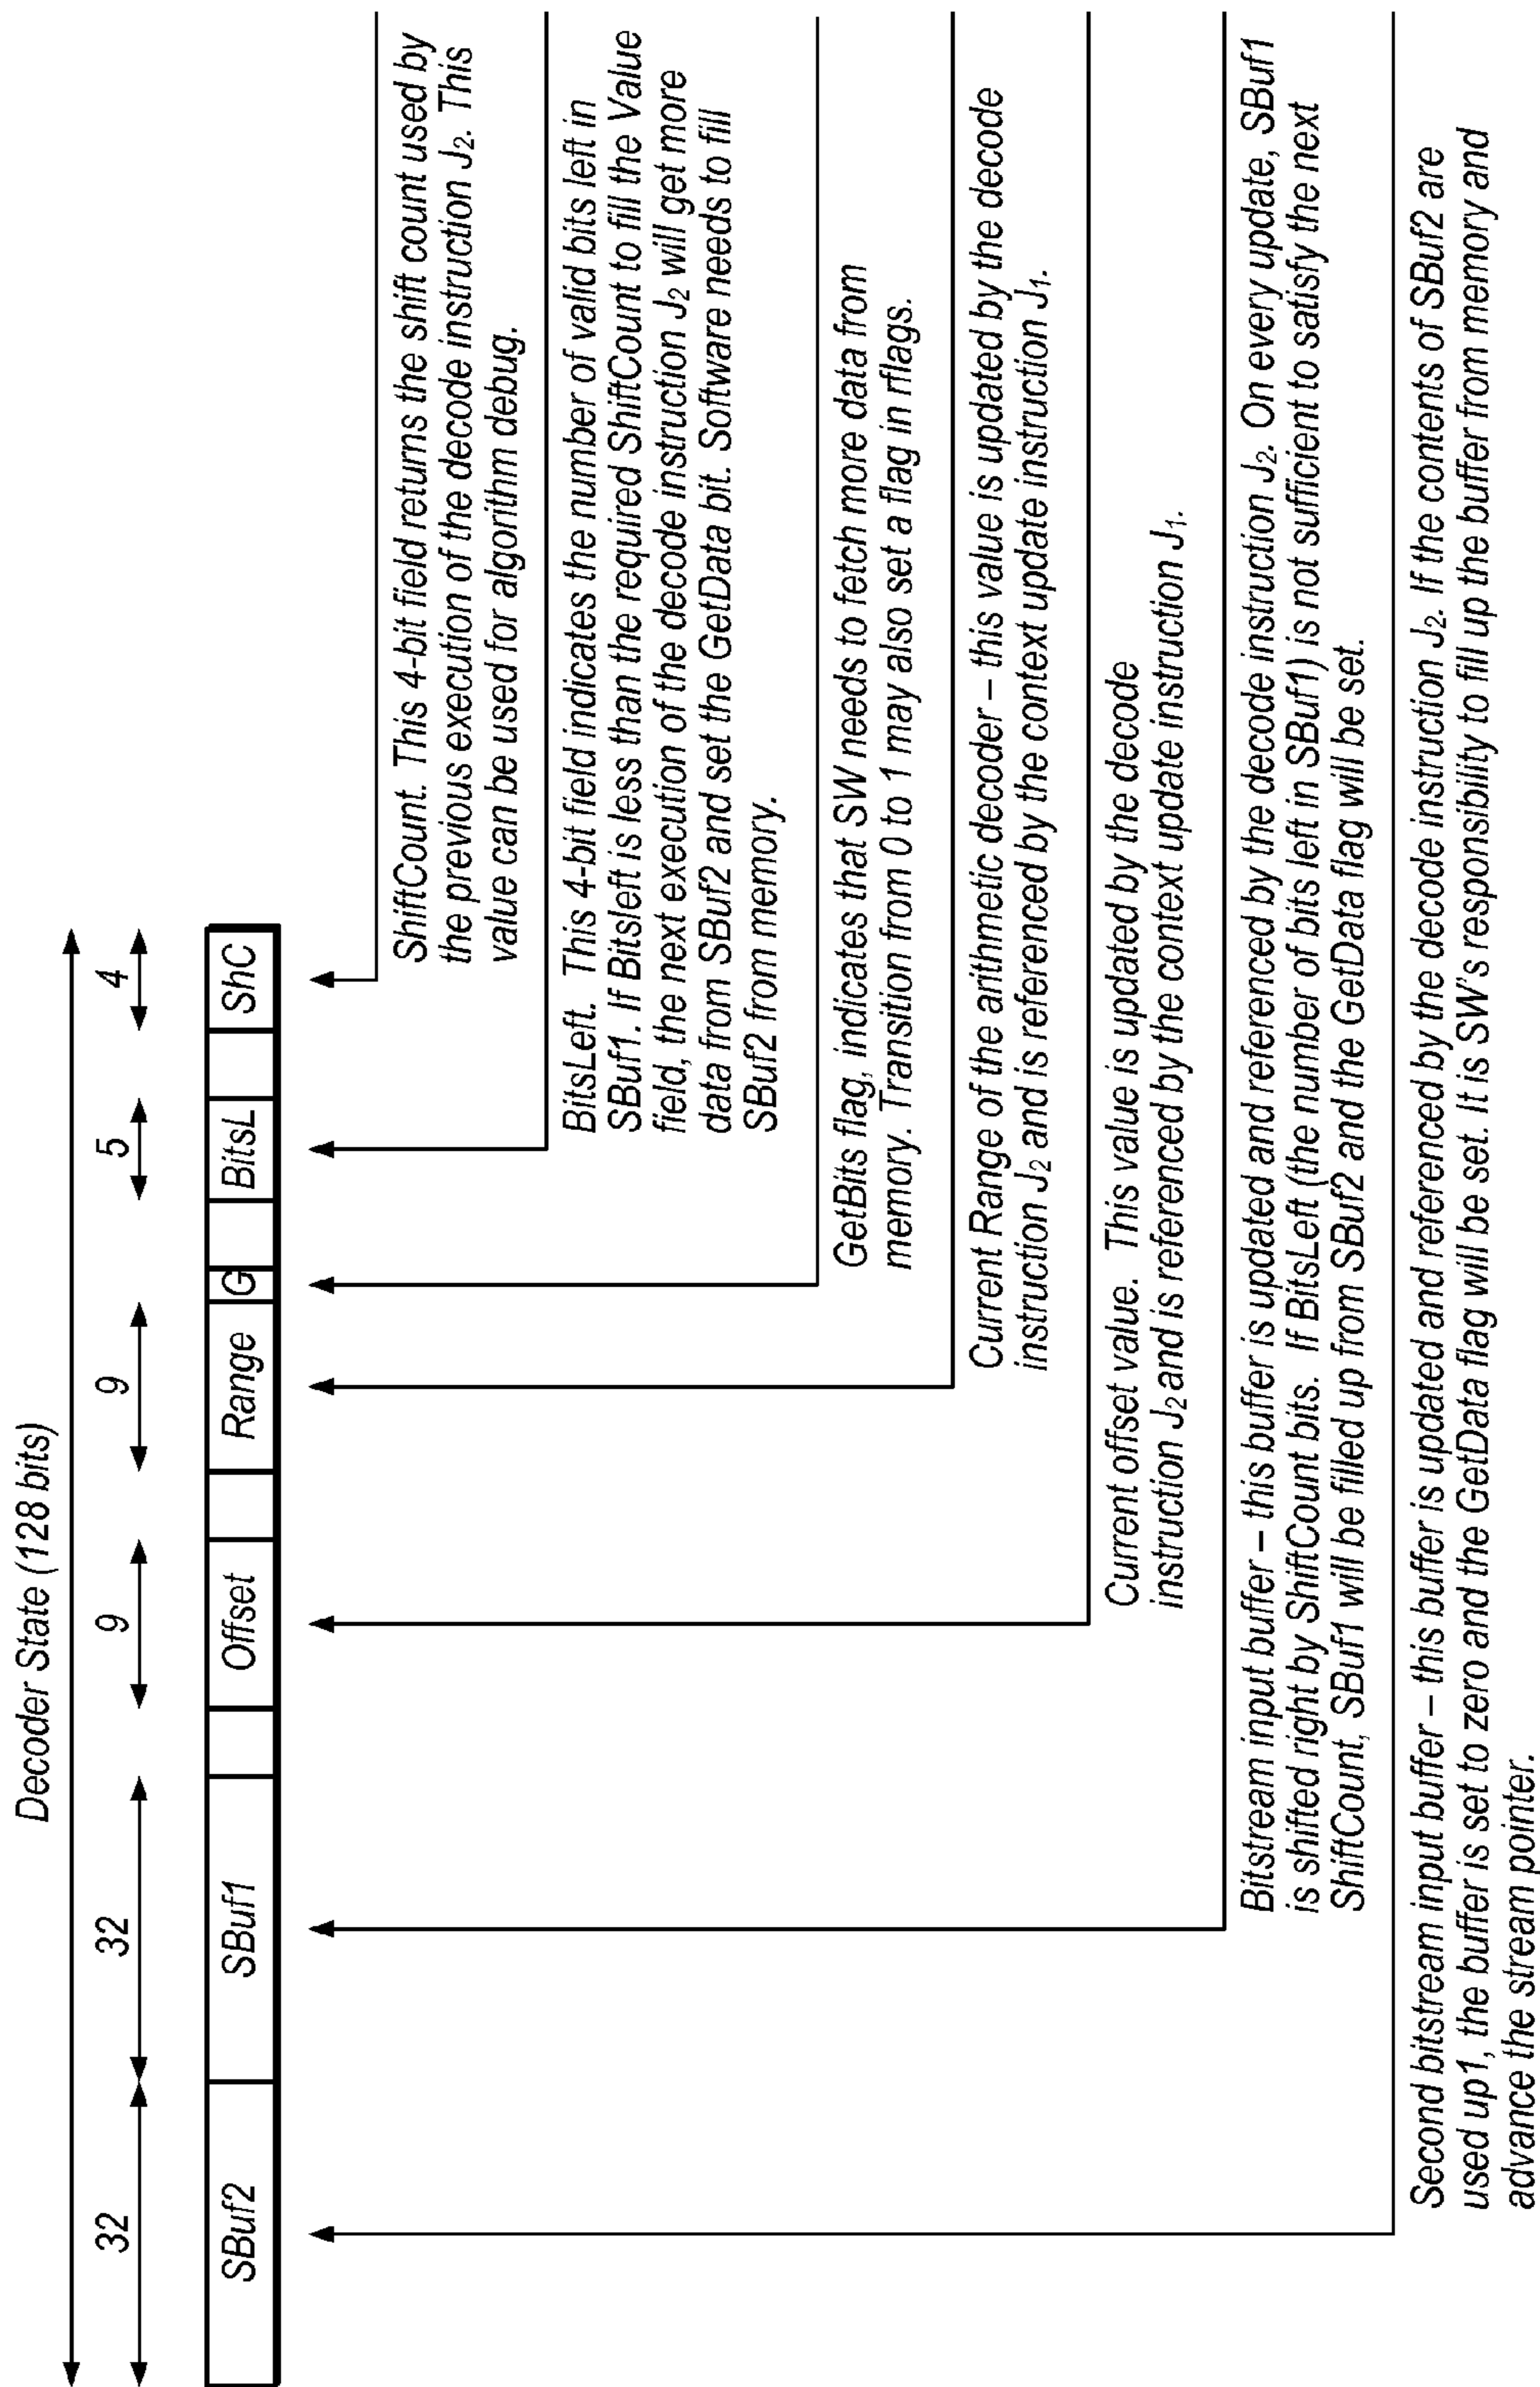 Decoder State (128 bits)
32
32
9
9
5
4
SBuf2
SBuf1
Offset
Range
G
BitsL
ShC
ShiftCount. This 4-bit field returns the shift count used by
the previous execution of the decode instruction J₂. This
value can be used for algorithm debug.
BitsLeft. This 4-bit field indicates the number of valid bits left in
SBuf1. If Bitsleft is less than the required ShiftCount to fill the Value
field, the next execution of the decode instruction J₂ will get more
data from SBuf2 and set the GetData bit. Software needs to fill
SBuf2 from memory.
GetBits flag, indicates that SW needs to fetch more data from
memory. Transition from 0 to 1 may also set a flag in rflags.
Current Range of the arithmetic decoder – this value is updated by the decode
instruction J₂ and is referenced by the context update instruction J₁.
Current offset value. This value is updated by the decode
instruction J₂ and is referenced by the context update instruction J₁.
Bitstream input buffer – this buffer is updated and referenced by the decode instruction J₂. On every update, SBuf1
is shifted right by ShiftCount bits. If BitsLeft (the number of bits left in SBuf1) is not sufficient to satisfy the next
ShiftCount, SBuf1 will be filled up from SBuf2 and the GetData flag will be set.
Second bitstream input buffer – this buffer is updated and referenced by the decode instruction J₂. If the contents of SBuf2 are
used up1, the buffer is set to zero and the GetData flag will be set. It is SW's responsibility to fill up the buffer from memory and
advance the stream pointer.